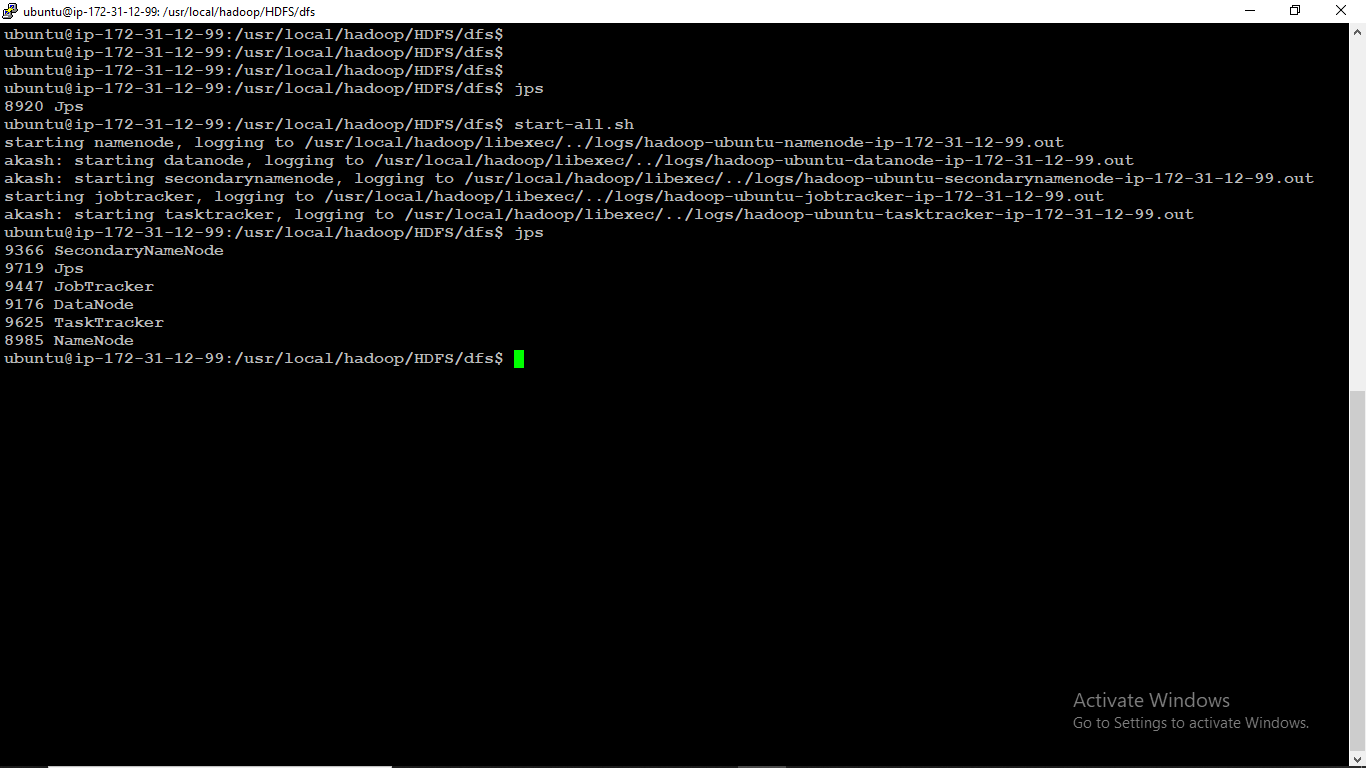 ubuntu@ip-172-31-12-99: /usr/local/hadoop/HDFS/dfs
ubuntu@ip-172-31-12-99:/usr/local/hadoop/HDFS/dfs$
ubuntu@ip-172-31-12-99:/usr/local/hadoop/HDFS/dfs$
ubuntu@ip-172-31-12-99:/usr/local/hadoop/HDFS/dfs$
ubuntu@ip-172-31-12-99:/usr/local/hadoop/HDFS/dfs$ jps
8920 Jps
ubuntu@ip-172-31-12-99:/usr/local/hadoop/HDFS/dfs$ start-all.sh
starting namenode, logging to /usr/local/hadoop/libexec/../logs/hadoop-ubuntu-namenode-ip-172-31-12-99.out
akash: starting datanode, logging to /usr/local/hadoop/libexec/../logs/hadoop-ubuntu-datanode-ip-172-31-12-99.out
akash: starting secondarynamenode, logging to /usr/local/hadoop/libexec/../logs/hadoop-ubuntu-secondarynamenode-ip-172-31-12-99.out
starting jobtracker, logging to /usr/local/hadoop/libexec/../logs/hadoop-ubuntu-jobtracker-ip-172-31-12-99.out
akash: starting tasktracker, logging to /usr/local/hadoop/libexec/../logs/hadoop-ubuntu-tasktracker-ip-172-31-12-99.out
ubuntu@ip-172-31-12-99:/usr/local/hadoop/HDFS/dfs$ jps
9366 SecondaryNameNode
9719 Jps
9447 JobTracker
9176 DataNode
9625 TaskTracker
8985 NameNode
ubuntu@ip-172-31-12-99:/usr/local/hadoop/HDFS/dfs$
Activate Windows
Go to Settings to activate Windows.